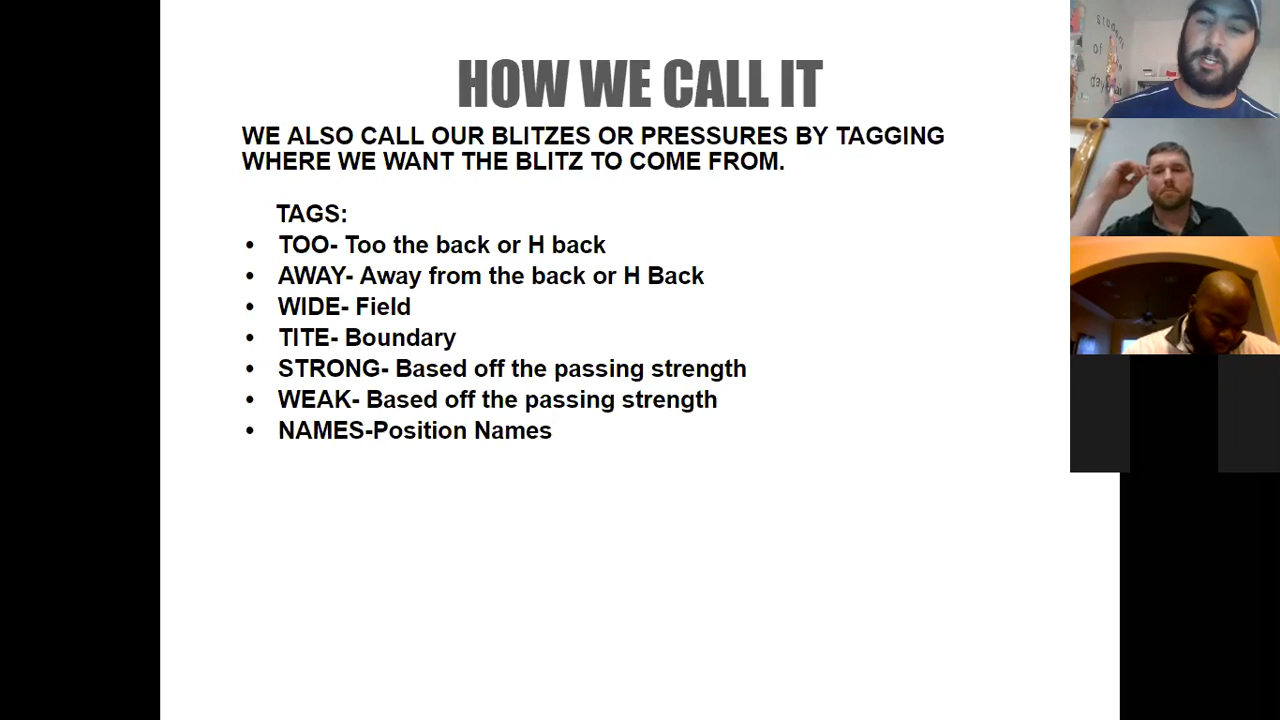 HOW WE CALL IT
WE ALSO CALL OUR BLITZES OR PRESSURES BY TAGGING
WHERE WE WANT THE BLITZ TO COME FROM.
TAGS:
• TOO- Too the back or H back
• AWAY- Away from the back or H Back
• WIDE- Field
• TITE- Boundary
• STRONG- Based off the passing strength
• WEAK- Based off the passing strength
• NAMES-Position Names
of